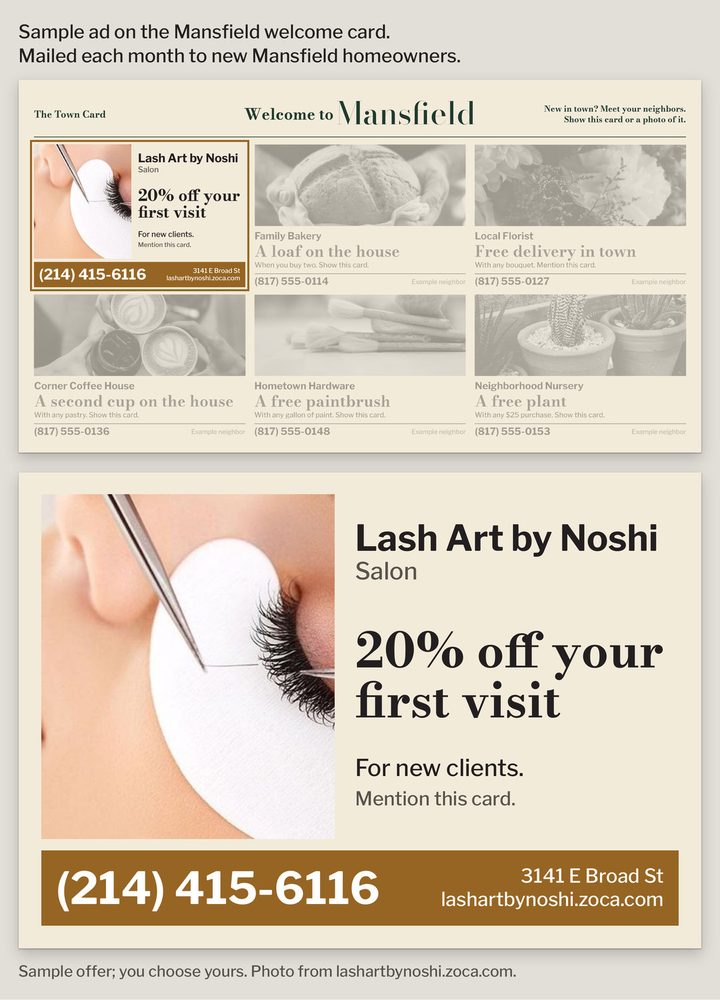 Sample ad on the Mansfield welcome card.
Mailed each month to new Mansfield homeowners.
The Town Card
Welcome to Mansfield
New in town? Meet your neighbors.
Show this card or a photo of it.
Lash Art by Noshi
Salon
20% off your
first visit
For new clients.
Mention this card.
(214) 415-6116
3141 E Broad St
lashartbynoshi.zoca.com
Family Bakery
A loaf on the house
When you buy two. Show this card.
(817) 555-0114
Example neighbor
Local Florist
Free delivery in town
With any bouquet. Mention this card.
(817) 555-0127
Example neighbor
Corner Coffee House
A second cup on the house
With any pastry. Show this card.
(817) 555-0136
Example neighbor
Hometown Hardware
A free paintbrush
With any gallon of paint. Show this card.
(817) 555-0148
Example neighbor
Neighborhood Nursery
A free plant
With any $25 purchase. Show this card.
(817) 555-0153
Example neighbor
Lash Art by Noshi
Salon
20% off your
first visit
For new clients.
Mention this card.
(214) 415-6116
3141 E Broad St
lashartbynoshi.zoca.com
Sample offer; you choose yours. Photo from lashartbynoshi.zoca.com.